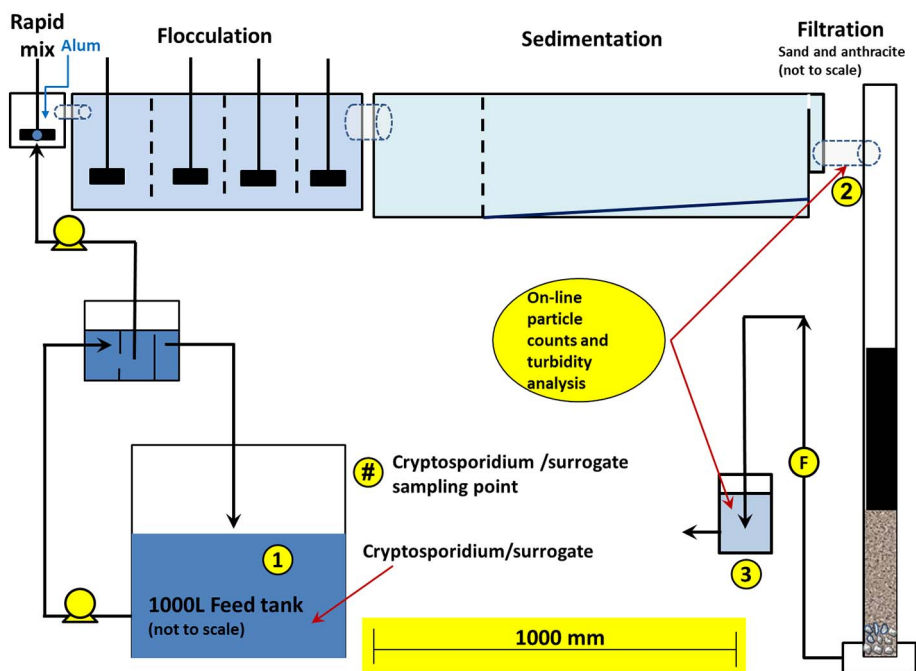 Rapid
mix
Alum
Flocculation
Sedimentation
Filtration
Sand and anthracite
(not to scale)
2
On-line
particle
counts and
turbidity
analysis
F
# Cryptosporidium /surrogate
sampling point
1
Cryptosporidium/surrogate
3
1000L Feed tank
(not to scale)
1000 mm